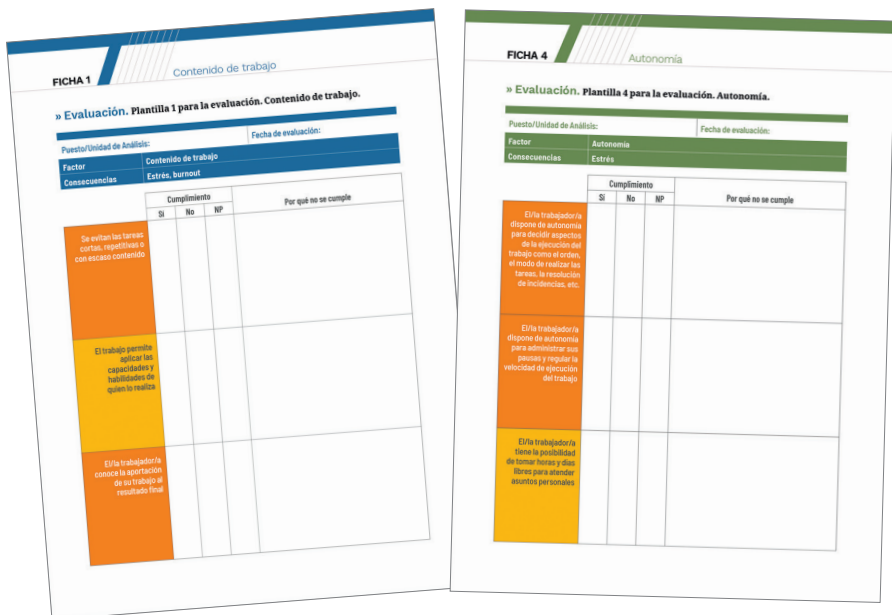 FICHA 1
Contenido de trabajo
» Evaluación. Plantilla 1 para la evaluación. Contenido de trabajo.
Puesto/Unidad de Análisis:
Fecha de evaluación:
Factor
Contenido de trabajo
Consecuencias
Estrés, burnout
Cumplimiento
Por qué no se cumple
Sí
No
NP
Se evitan las tareas
cortas, repetitivas o
con escaso contenido
El trabajo permite
aplicar las
capacidades y
habilidades de
quien lo realiza
El/la trabajador/a
conoce la aportación
de su trabajo al
resultado final
FICHA 4
Autonomía
» Evaluación. Plantilla 4 para la evaluación. Autonomía.
Puesto/Unidad de Análisis:
Fecha de evaluación:
Factor
Autonomía
Consecuencias
Estrés
Cumplimiento
Por qué no se cumple
Sí
No
NP
El/la trabajador/a
dispone de autonomía
para decidir aspectos
de la ejecución del
trabajo como el orden,
el modo de realizar las
tareas, la resolución
de incidencias, etc.
El/la trabajador/a
dispone de autonomía
para administrar sus
pausas y regular la
velocidad de ejecución
del trabajo
El/la trabajador/a
tiene la posibilidad
de tomar horas y días
libres para atender
asuntos personales